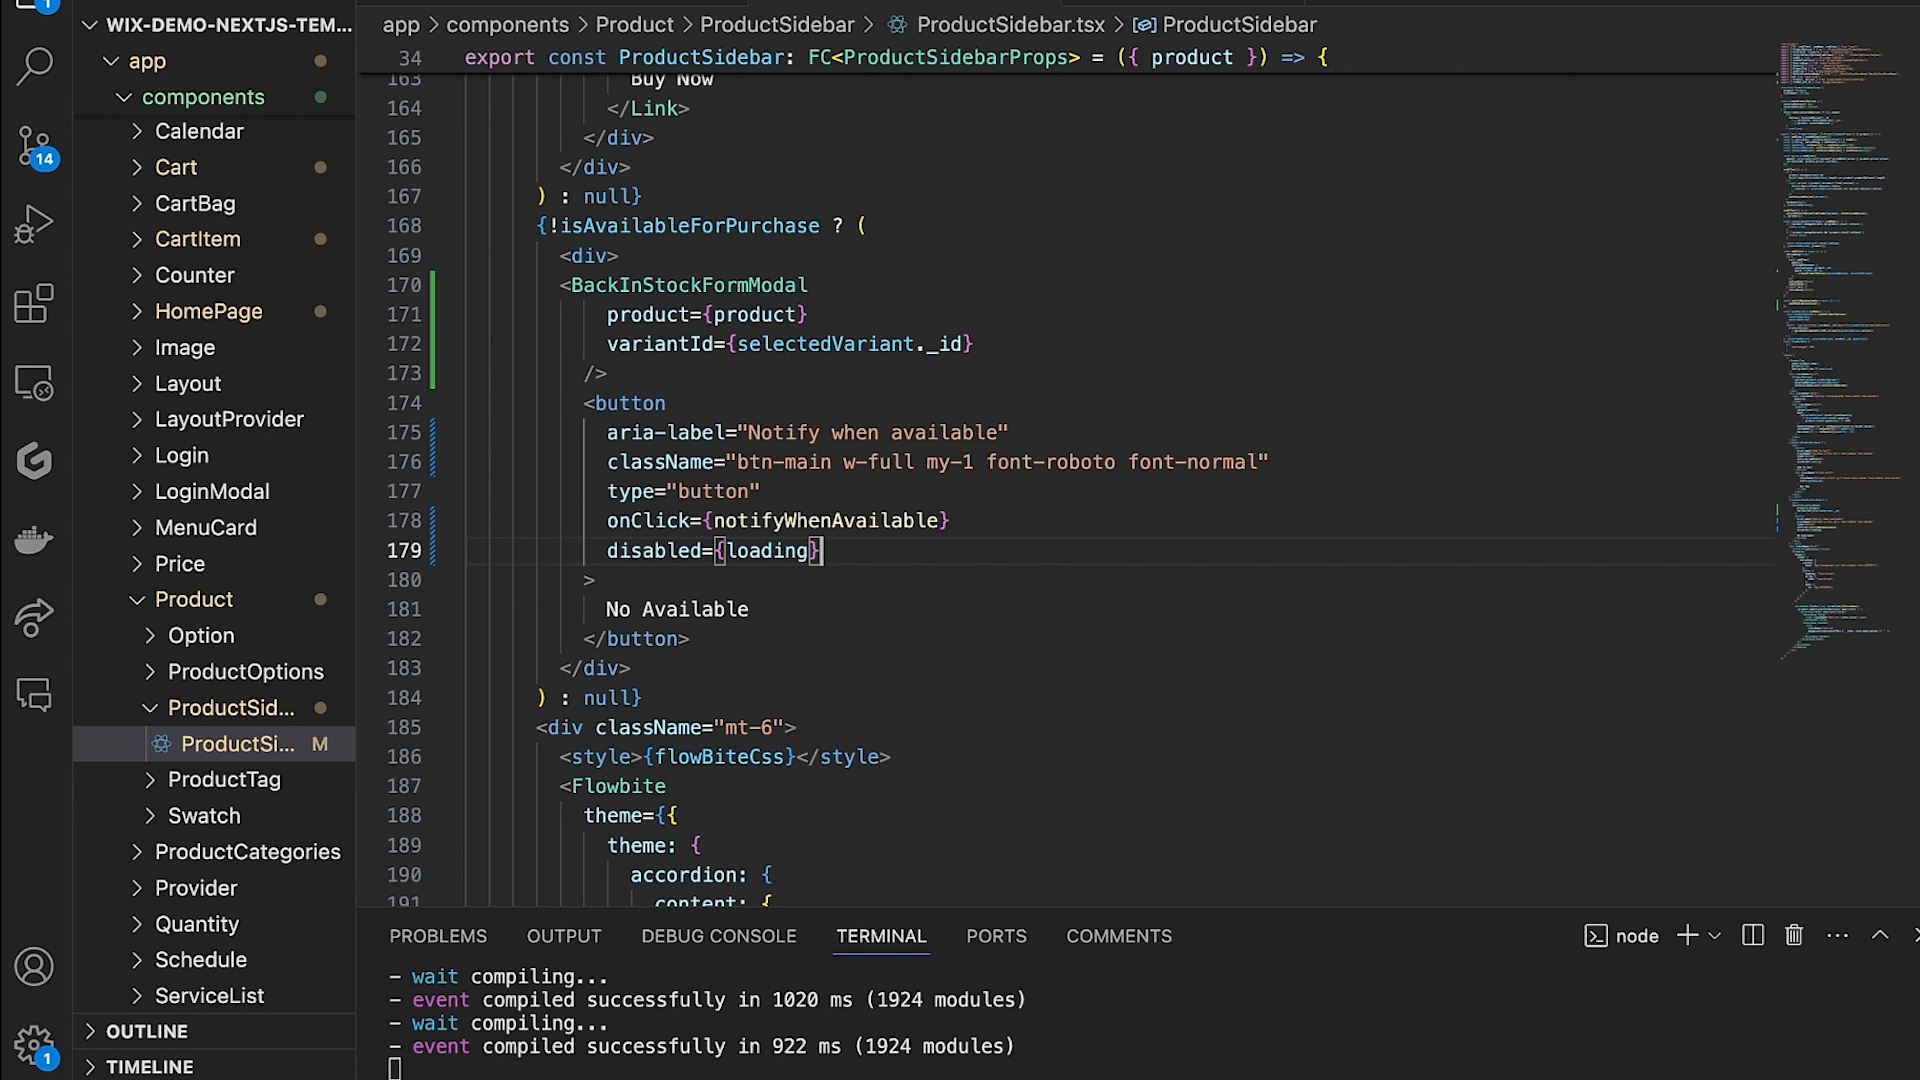 WIX-DEMO-NEXTJS-TEM...
app
components
Calendar
Cart
CartBag
CartItem
Counter
HomePage
Image
Layout
LayoutProvider
Login
LoginModal
MenuCard
Price
Product
Option
ProductOptions
ProductSid...
ProductSi... M
ProductTag
Swatch
ProductCategories
Provider
Quantity
Schedule
ServiceList
OUTLINE
TIMELINE
14
1
app > components > Product > ProductSidebar > ProductSidebar.tsx > ProductSidebar
34 export const ProductSidebar: FC<ProductSidebarProps> = ({ product }) => {
163 Buy Now
164 </Link>
165 </div>
166 </div>
167 ) : null}
168 {!isAvailableForPurchase ? (
169 <div>
170 <BackInStockFormModal
171 product={product}
172 variantId={selectedVariant._id}
173 />
174 <button
175 aria-label="Notify when available"
176 className="btn-main w-full my-1 font-roboto font-normal"
177 type="button"
178 onClick={notifyWhenAvailable}
179 disabled={loading}
180 >
181 No Available
182 </button>
183 </div>
184 ) : null}
185 <div className="mt-6">
186 <style>{flowBiteCss}</style>
187 <Flowbite
188 theme={{
189 theme: {
190 accordion: {
191 content: {
PROBLEMS OUTPUT DEBUG CONSOLE TERMINAL PORTS COMMENTS node
- wait compiling...
- event compiled successfully in 1020 ms (1924 modules)
- wait compiling...
- event compiled successfully in 922 ms (1924 modules)